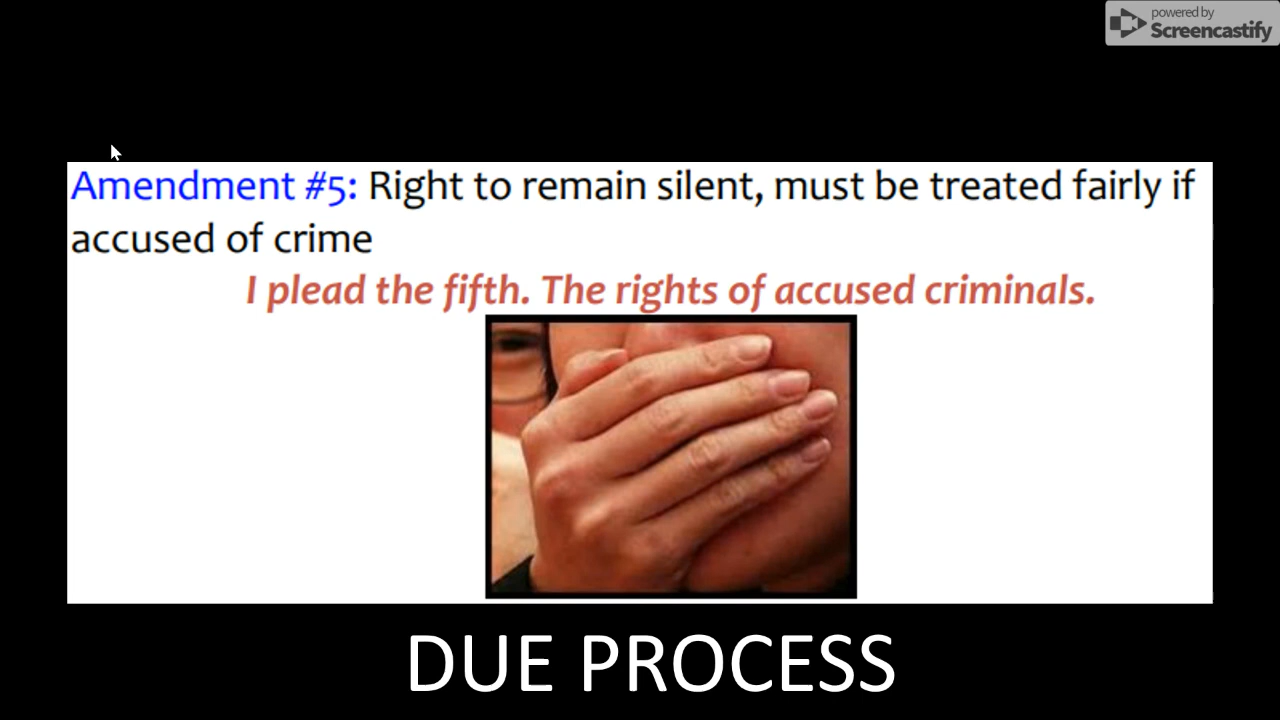 powered by
Screencastify
Amendment #5: Right to remain silent, must be treated fairly if
accused of crime
I plead the fifth. The rights of accused criminals.
DUE PROCESS